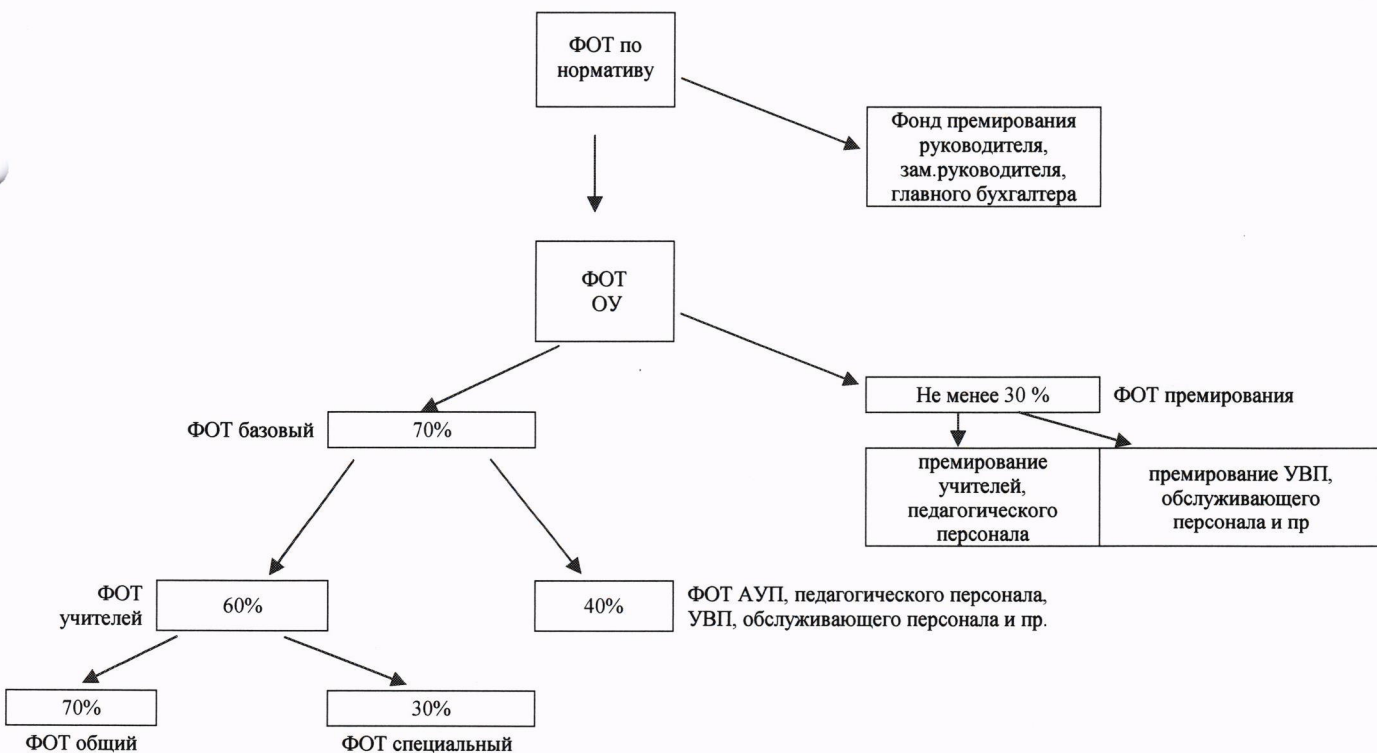 ФОТ по
нормативу
Фонд премирования
руководителя,
зам.руководителя,
главного бухгалтера
ФОТ
ОУ
Не менее 30 %
ФОТ премирования
ФОТ базовый
70%
премирование
учителей,
педагогического
персонала
премирование УВП,
обслуживающего
персонала и пр
ФОТ
учителей
60%
40%
ФОТ АУП, педагогического персонала,
УВП, обслуживающего персонала и пр.
70%
30%
ФОТ общий
ФОТ специальный